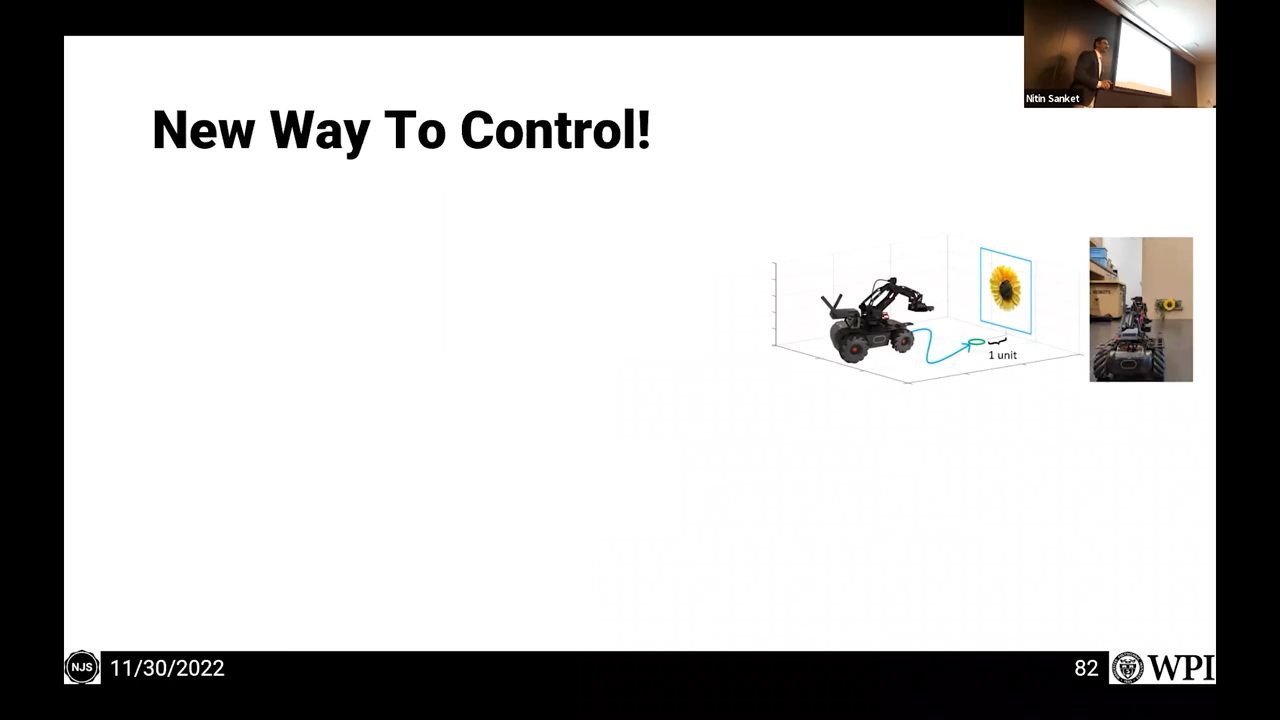 Nitin Sanket
New Way To Control!
1 unit
NJS
11/30/2022
82
WPI